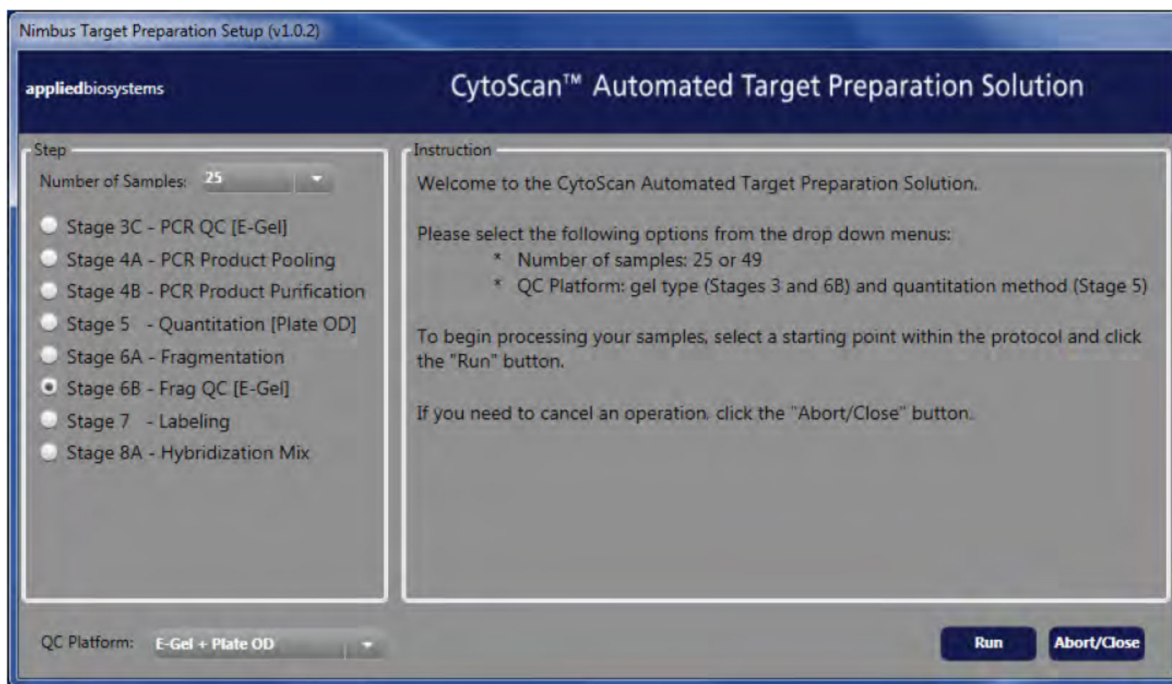 Nimbus Target Preparation Setup (v1.0.2)
appliedbiosystems
CytoScan™ Automated Target Preparation Solution
Step
Number of Samples: 25
Stage 3C - PCR QC [E-Gel]
Stage 4A - PCR Product Pooling
Stage 4B - PCR Product Purification
Stage 5 - Quantitation [Plate OD]
Stage 6A - Fragmentation
Stage 6B - Frag QC [E-Gel]
Stage 7 - Labeling
Stage 8A - Hybridization Mix
Instruction
Welcome to the CytoScan Automated Target Preparation Solution.
Please select the following options from the drop down menus:
* Number of samples: 25 or 49
* QC Platform: gel type (Stages 3 and 6B) and quantitation method (Stage 5)
To begin processing your samples, select a starting point within the protocol and click
the "Run" button.
If you need to cancel an operation, click the "Abort/Close" button.
QC Platform: E-Gel + Plate OD
Run
Abort/Close